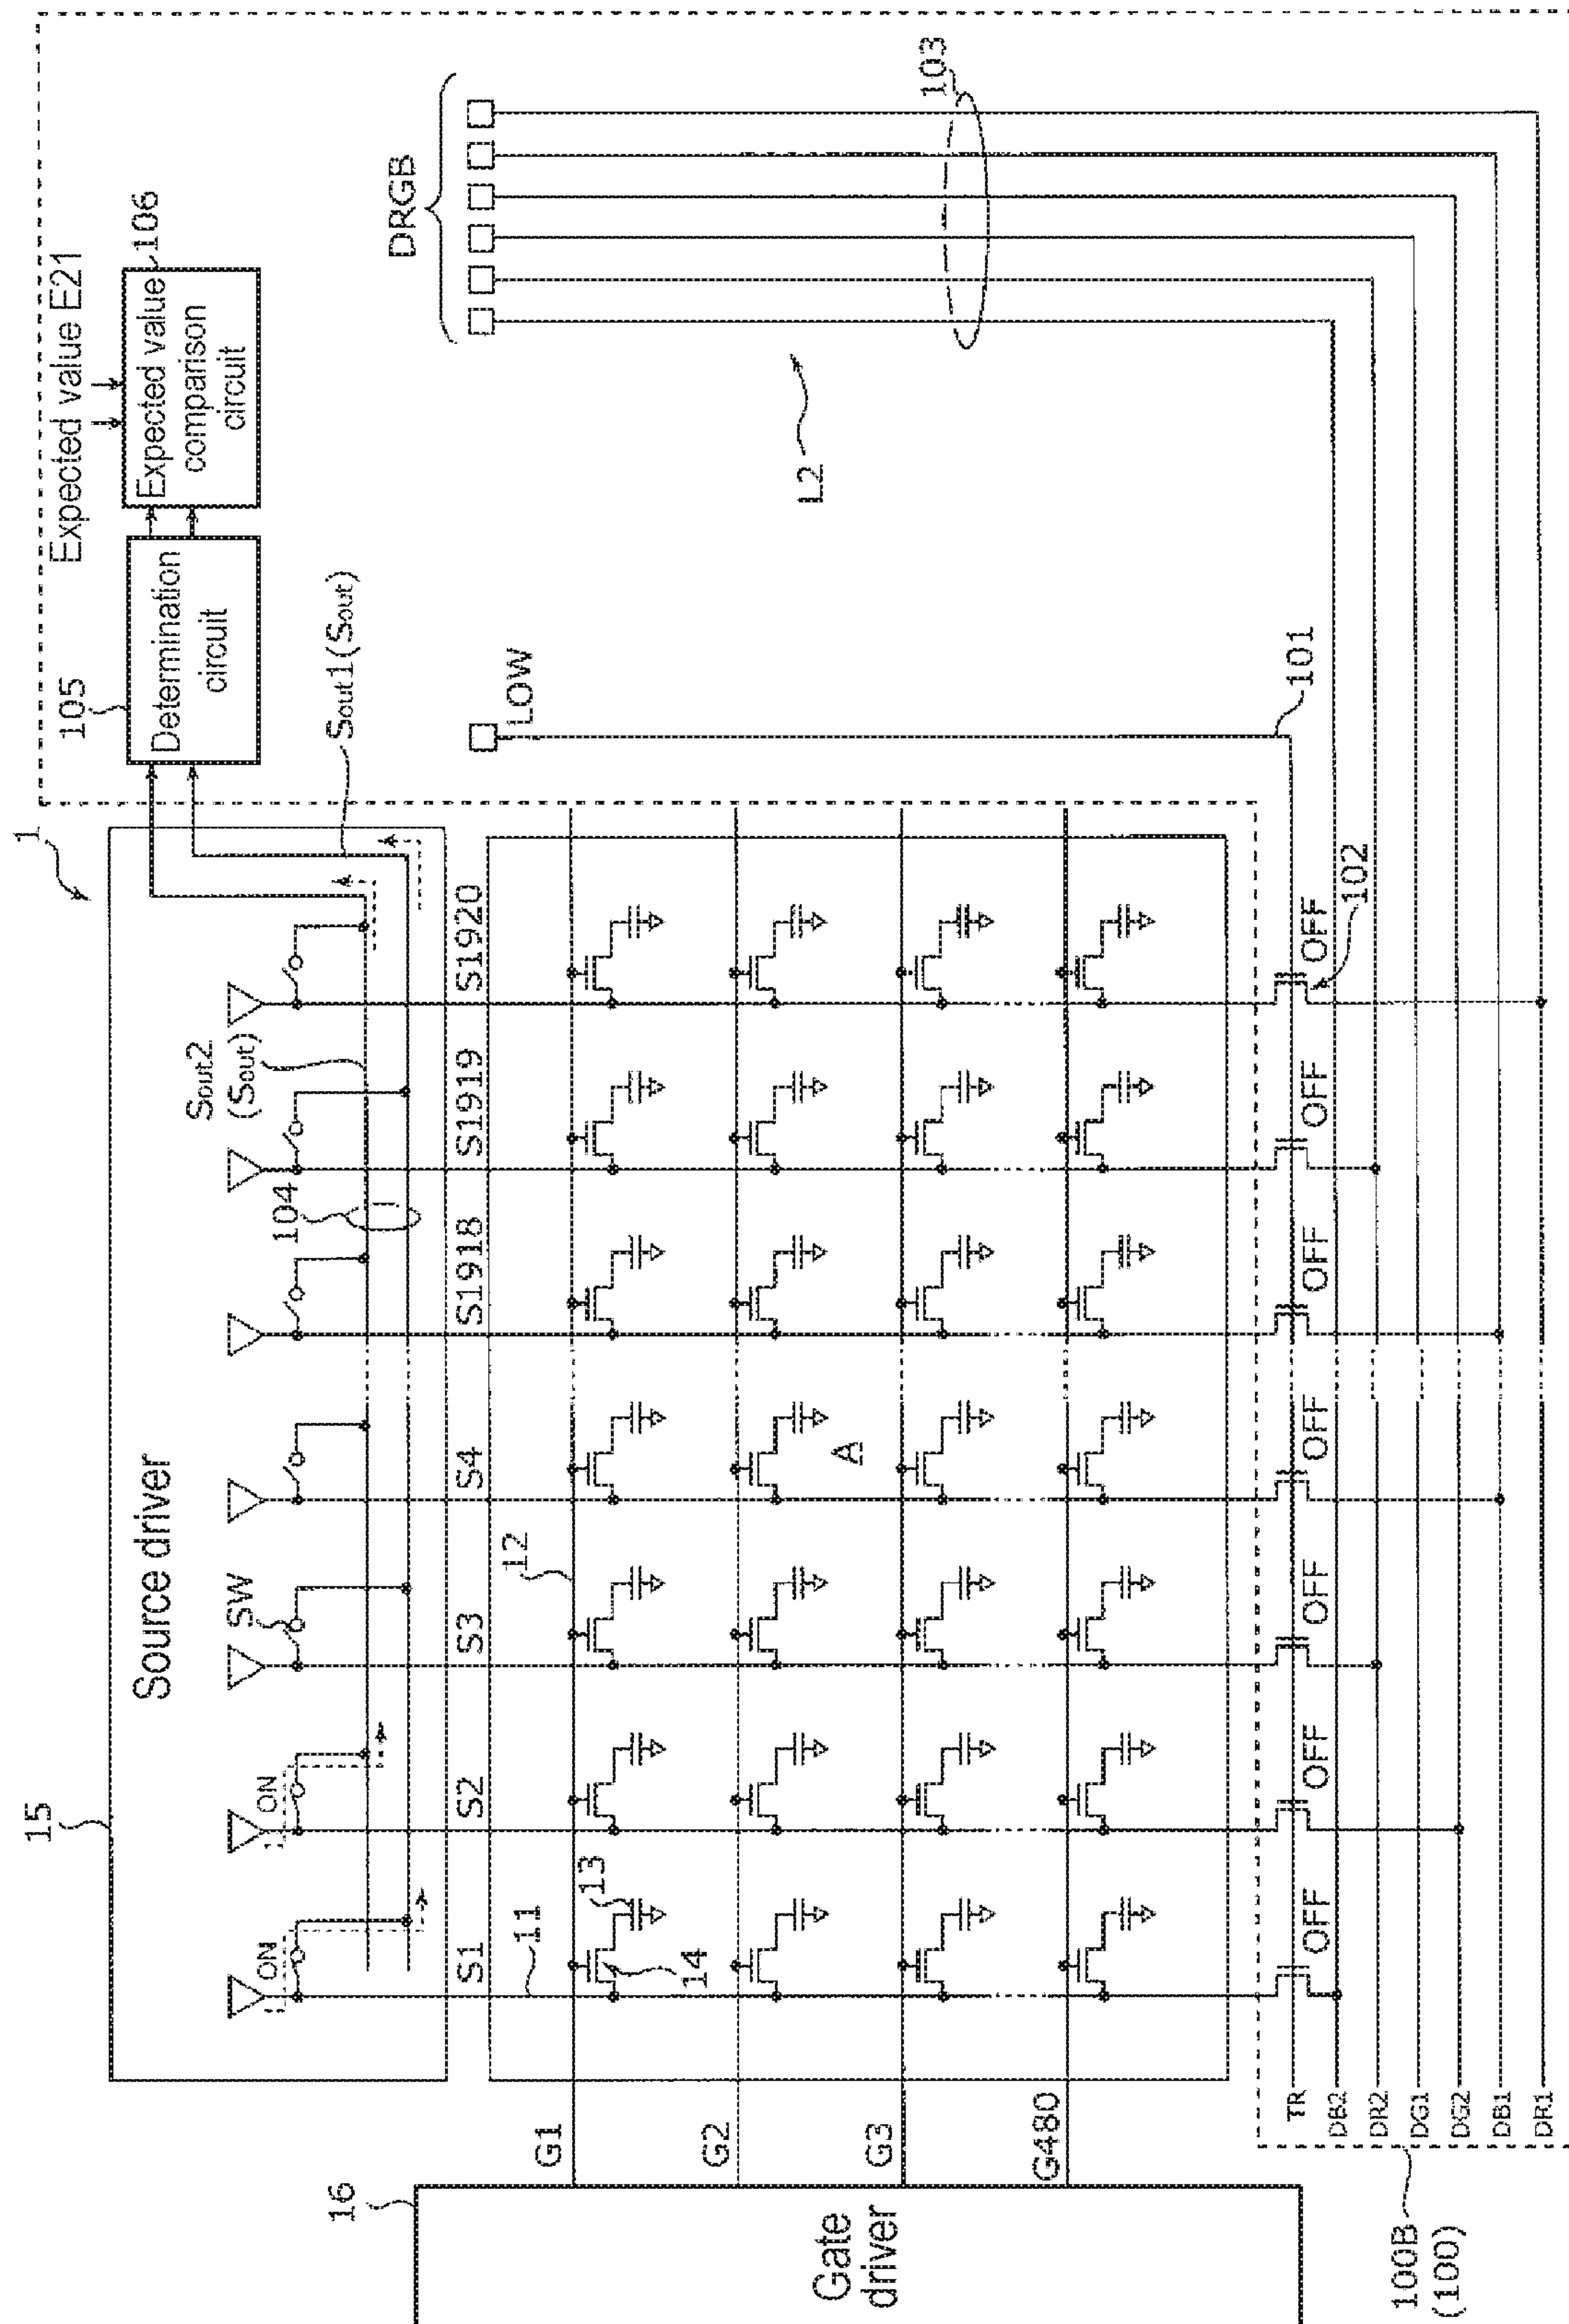 1
15
Source driver
105
Determination
circuit
Expected value E21
Expected value
comparison
circuit
106
ON
ON
SW
104
Sout2
(Sout)
Sout1(Sout)
S1
S2
S3
S4
S1918
S1919
S1920
LOW
DRGB
16
Gate
driver
G1
G2
G3
G480
11
12
13
14
A
L2
101
102
103
OFF
OFF
OFF
OFF
OFF
OFF
OFF
TR
DB2
DR2
DG1
DG2
DB1
DR1
100B
(100)